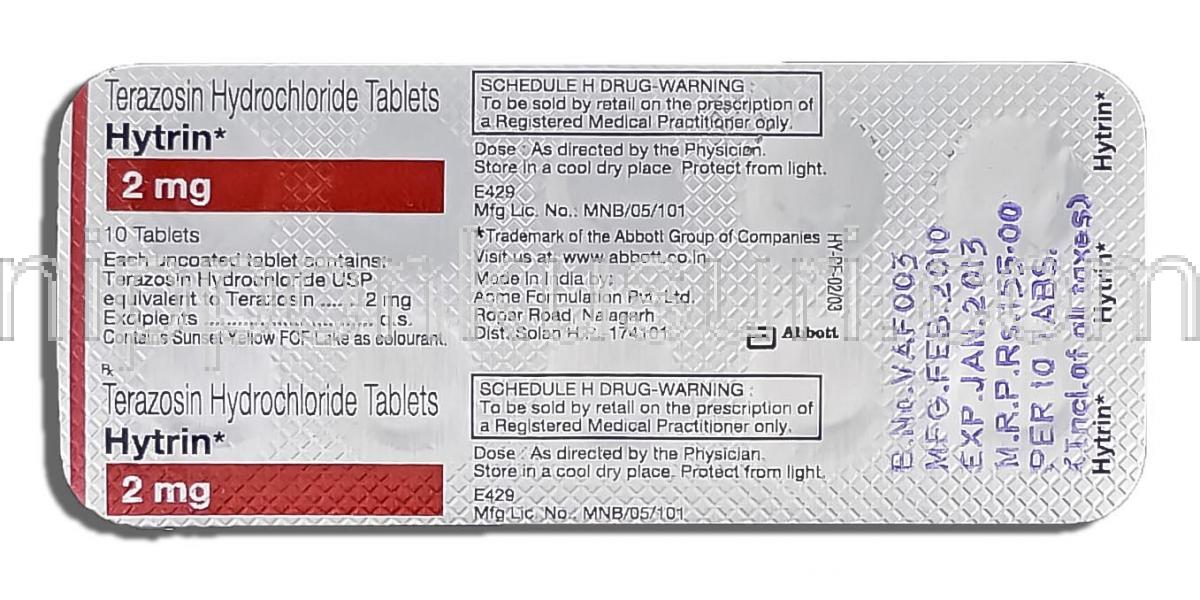 Terazosin Hydrochloride Tablets
Hytrin*
2 mg
10 Tablets
Each uncoated tablet contains:
Terazosin Hydrochloride USP
equivalent to Terazosin ...... 2 mg
Excipients ........................... q.s.
Contains Sunset Yellow FCF Lake as colourant.
Rx
Terazosin Hydrochloride Tablets
Hytrin*
2 mg
SCHEDULE H DRUG-WARNING :
To be sold by retail on the prescription of
a Registered Medical Practitioner only.
Dose : As directed by the Physician.
Store in a cool dry place. Protect from light.
E429
Mfg Lic. No.: MNB/05/101
*Trademark of the Abbott Group of Companies
Visit us at: www.abbott.co.in
Made in India by:
Acme Formulation Pvt. Ltd.
Ropar Road, Nalagarh
Dist. Solan H.P. 174101
Abbott
HY-P-02/03
SCHEDULE H DRUG-WARNING :
To be sold by retail on the prescription of
a Registered Medical Practitioner only.
Dose : As directed by the Physician.
Store in a cool dry place. Protect from light.
E429
Mfg Lic. No.: MNB/05/101
B.No.VAF003
MFG.FEB.2010
EXP.JAN.2013
M.R.P.Rs.155.00
PER 10 TABS.
(Incl.of all taxes)
Hytrin*
Hytrin*
Hytrin*